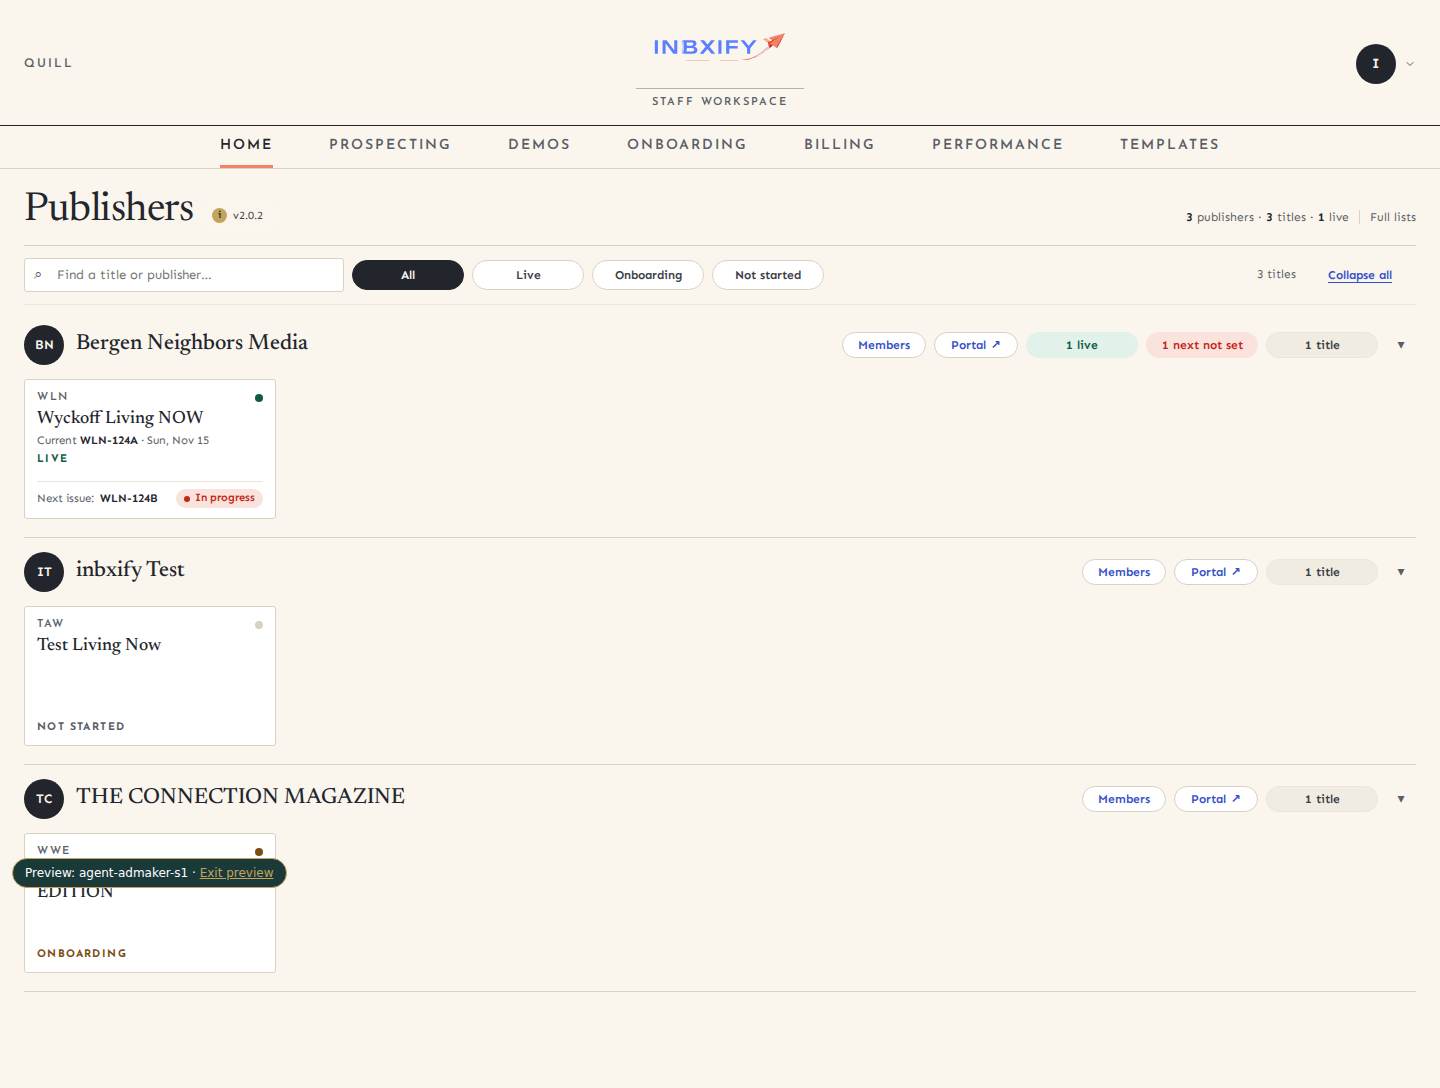 QUILL
INBXIFY
STAFF WORKSPACE
I
HOME PROSPECTING DEMOS ONBOARDING BILLING PERFORMANCE TEMPLATES
Publishers
i v2.0.2
3 publishers · 3 titles · 1 live Full lists
Find a title or publisher...
All Live Onboarding Not started
3 titles Collapse all
BN Bergen Neighbors Media
Members Portal ↗ 1 live 1 next not set 1 title ▼
WLN
Wyckoff Living NOW
Current WLN-124A · Sun, Nov 15
LIVE
Next issue: WLN-124B In progress
IT inbxify Test
Members Portal ↗ 1 title ▼
TAW
Test Living Now
NOT STARTED
TC THE CONNECTION MAGAZINE
Members Portal ↗ 1 title ▼
WWE
Preview: agent-admaker-s1 · Exit preview
EDITION
ONBOARDING